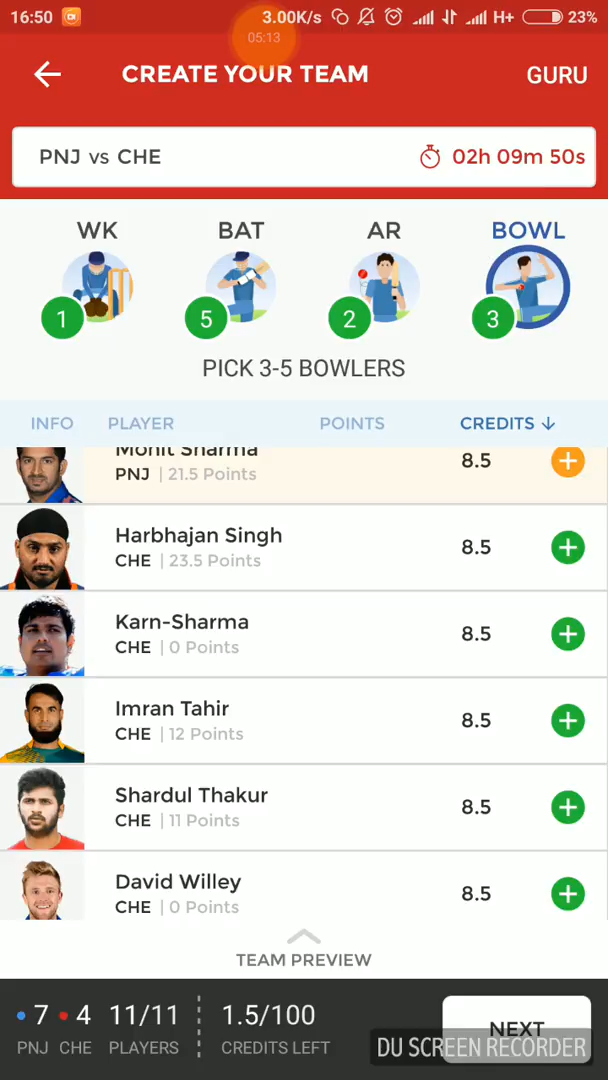 16:50 3.00K/s H+ 23%
05:13
CREATE YOUR TEAM GURU
PNJ vs CHE 02h 09m 50s
WK BAT AR BOWL
1 5 2 3
PICK 3-5 BOWLERS
INFO PLAYER POINTS CREDITS ↓
Mohit Sharma
PNJ | 21.5 Points 8.5
Harbhajan Singh
CHE | 23.5 Points 8.5
Karn-Sharma
CHE | 0 Points 8.5
Imran Tahir
CHE | 12 Points 8.5
Shardul Thakur
CHE | 11 Points 8.5
David Willey
CHE | 0 Points 8.5
TEAM PREVIEW
7 4 11/11 1.5/100 NEXT
PNJ CHE PLAYERS CREDITS LEFT
DU SCREEN RECORDER